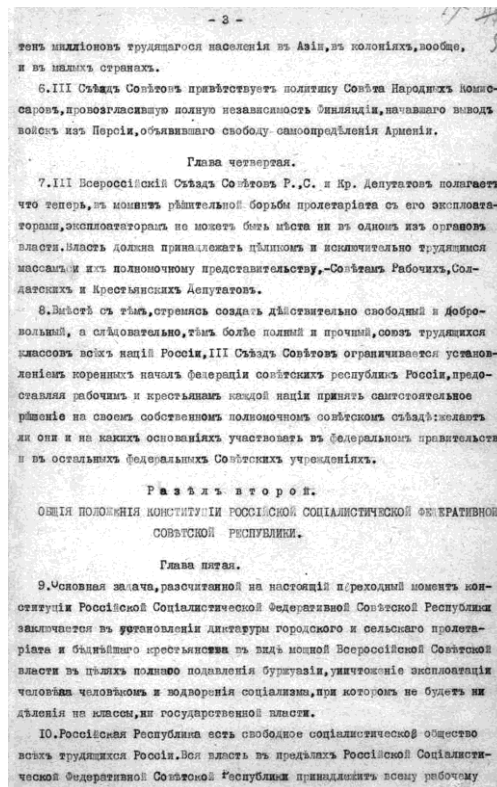 - 3 -
тенъ миллионовъ трудящагося населенія въ Азіи,въ колоніяхъ,вообще,
и въ малыхъ странахъ.
6.III Съѣздъ Совѣтовъ привѣтствуетъ политику Совѣта Народныхъ Комис-
саровъ,провозгласившую полную независимость Финляндіи,начавшаго выводъ
войскъ изъ Персіи,объявившаго свободу самоопредѣленія Арменіи.
Глава четвертая.
7.III Всероссійскій Съѣздъ Совѣтовъ Р.,С. и Кр. Депутатовъ полагаетъ
что теперь,въ моментъ рѣшительной борьбы пролетаріата съ его эксплоата-
торами,эксплоататорамъ не можетъ быть мѣста ни въ одномъ изъ органовъ
власти.Власть должна принадлежать цѣликомъ и исключительно трудящимся
массамъ и ихъ полномочному представительству,-Совѣтамъ Рабочихъ,Сол-
датскихъ и Крестьянскихъ Депутатовъ.
8.Вмѣстѣ съ тѣмъ,стремясь создать дѣйствительно свободный и добро-
вольный, а слѣдовательно,тѣмъ болѣе полный и прочный,союзъ трудящихся
классовъ всѣхъ націй Россіи,III Съѣздъ Совѣтовъ ограничивается установ-
леніемъ коренныхъ началъ федераціи совѣтскихъ республикъ Россіи,предо-
ставляя рабочимъ и крестьянамъ каждой націи принять самтстоятельное
рѣшеніе на своемъ собственномъ полномочномъ совѣтскомъ съѣздѣ:желаютъ
ли они и на какихъ основаніяхъ участвовать въ федеральномъ правительств
и въ остальныхъ федеральныхъ Совѣтскихъ учрежденіяхъ.
Раздѣлъ второй.
ОБЩІЯ ПОЛОЖЕНІЯ КОНСТИТУЦІИ РОССІЙСКОЙ СОЦІАЛИСТИЧЕСКОЙ ФЕДЕРАТИВНОЙ
СОВѢТСКОЙ РЕСПУБЛИКИ.
Глава пятая.
9.Основная задача,разсчитанной на настоящій переходный моментъ кон-
ституціи Россійской Соціалистической Федеративной Совѣтской Республики
заключается въ установленіи диктатуры городского и сельскаго пролета-
ріата и бѣднѣйшаго крестьянства въ видѣ мощной Всероссійской Совѣтской
власти въ цѣляхъ полнаго подавленія буржуазіи,уничтоженіе эксплоатаціи
человѣка человѣкомъ и водворенія соціализма,при которомъ не будетъ ни
дѣленія на классы,ни государственной власти.
10.Россійская Республика есть свободное соціалистической общество
всѣхъ трудящихся Россіи.Вся власть въ предѣлахъ Россійской Соціалисти-
ческой Федеративной Совѣтской Республики принадлежитъ всему рабочему